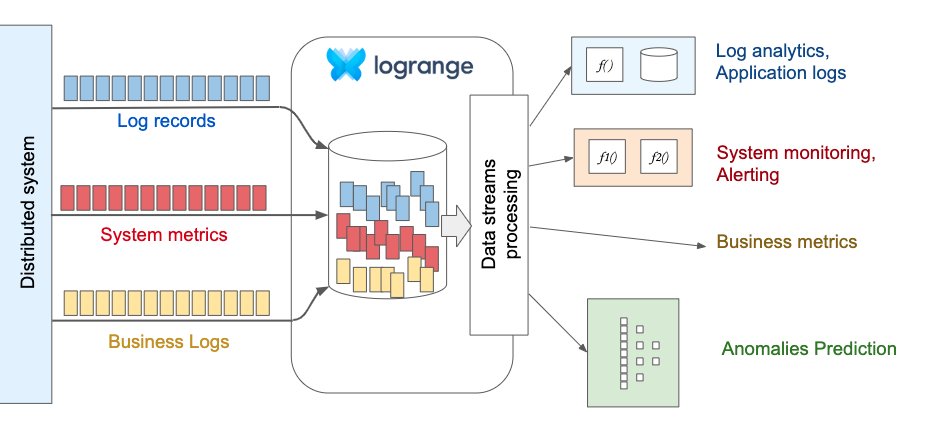 Distributed system
Log records
System metrics
Business Logs
logrange
Data streams
processing
f()
Log analytics,
Application logs
f1()
f2()
System monitoring,
Alerting
Business metrics
Anomalies Prediction